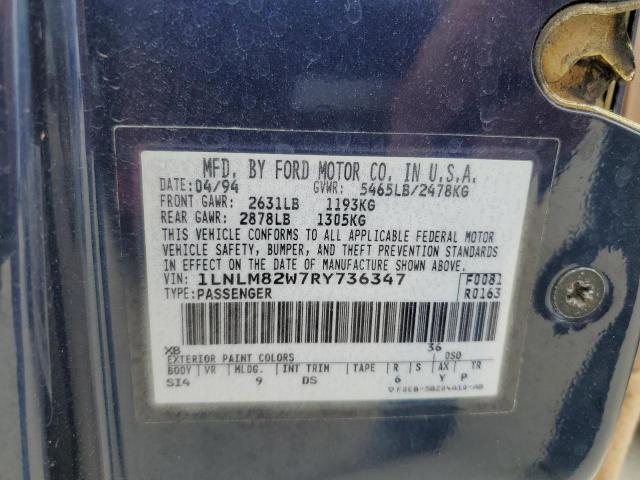 MFD. BY FORD MOTOR CO. IN U.S.A.
DATE: 04/94 GVWR: 5465LB/2478KG
FRONT GAWR: 2631LB 1193KG
REAR GAWR: 2878LB 1305KG
THIS VEHICLE CONFORMS TO ALL APPLICABLE FEDERAL MOTOR
VEHICLE SAFETY, BUMPER, AND THEFT PREVENTION STANDARDS
IN EFFECT ON THE DATE OF MANUFACTURE SHOWN ABOVE.
VIN: 1LNLM82W7RY736347 F0081
TYPE: PASSENGER R0163
XB 36
EXTERIOR PAINT COLORS DSO
BODY VR MLDG. INT TRIM TAPE R S AX TR
SI4 9 DS 6 Y P